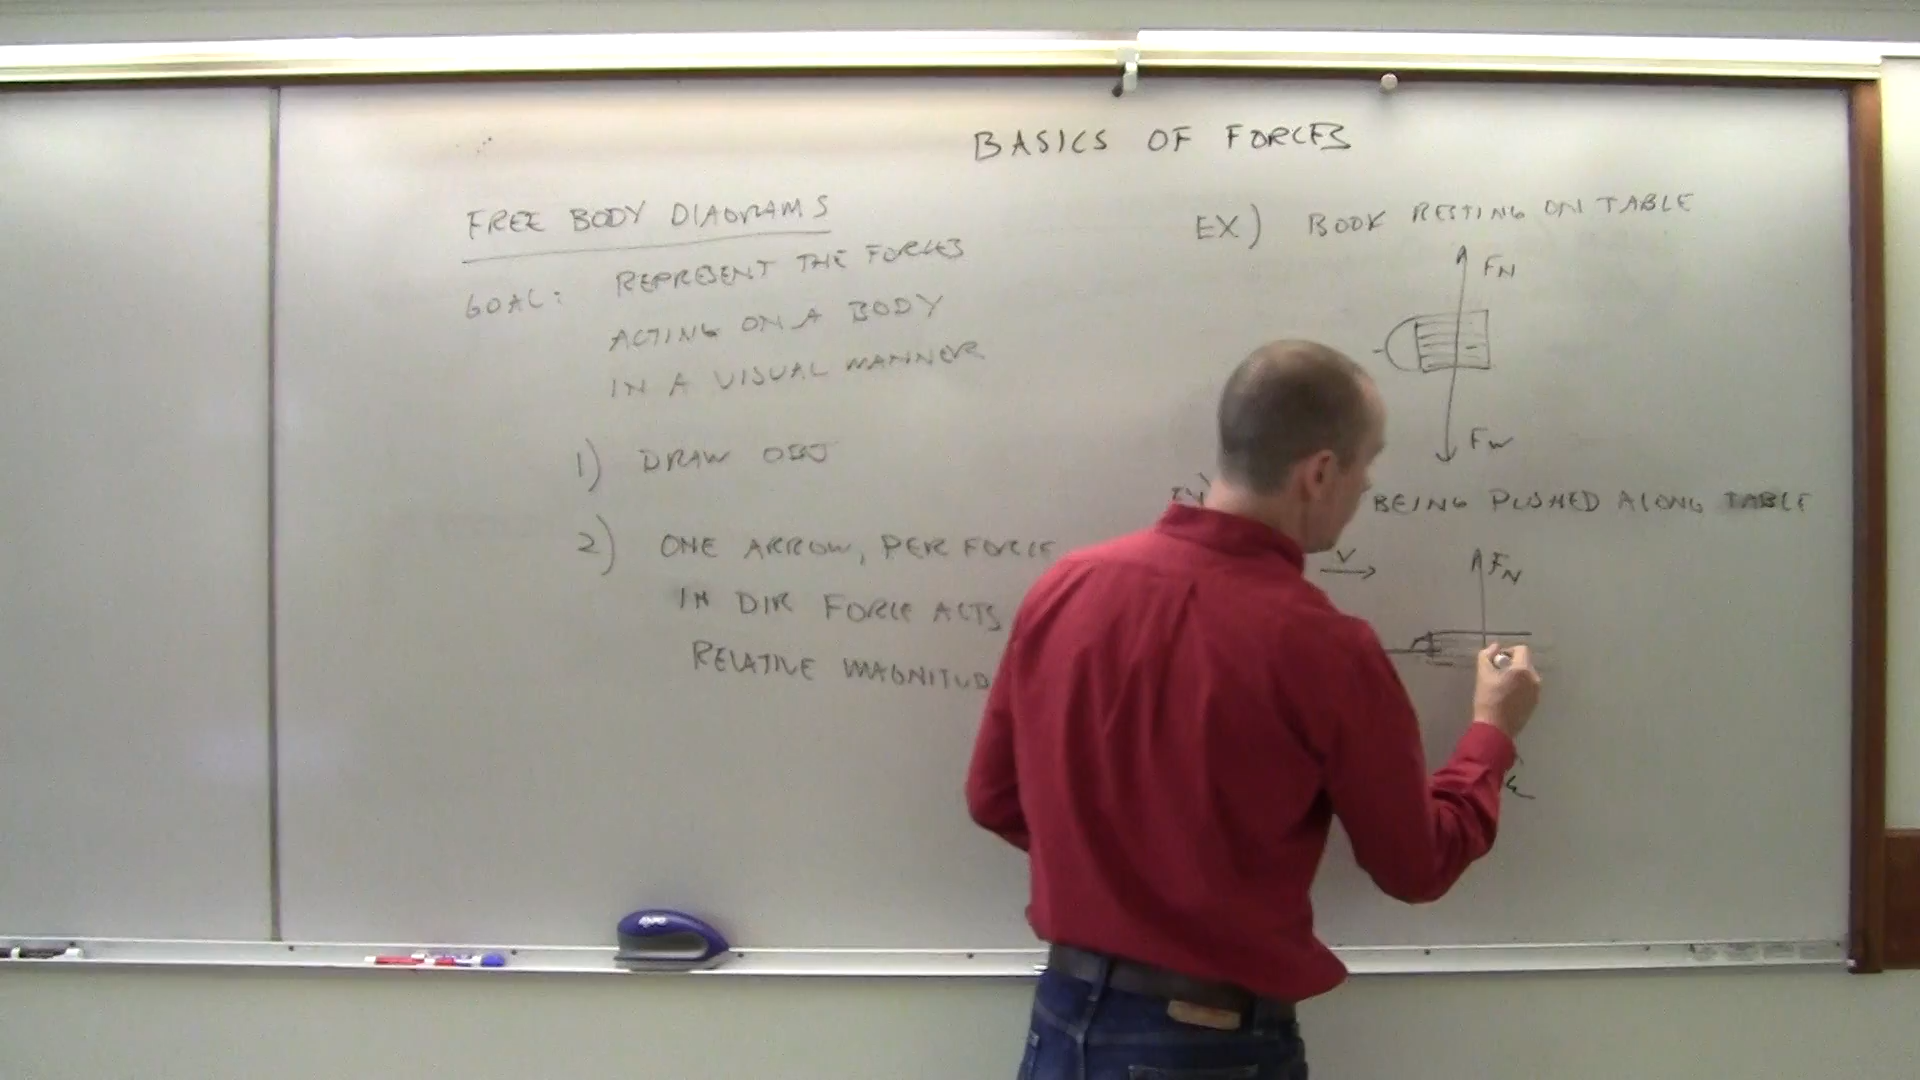 BASICS OF FORCES
FREE BODY DIAGRAMS
GOAL: REPRESENT THE FORCES
ACTING ON A BODY
IN A VISUAL MANNER
1) DRAW OBJ
2) ONE ARROW, PER FORCE
IN DIR FORCE ACTS
RELATIVE MAGNITUD
EX) BOOK RESTING ON TABLE
FN
FW
BEING PUSHED ALONG TABLE
V
FN
EXPO